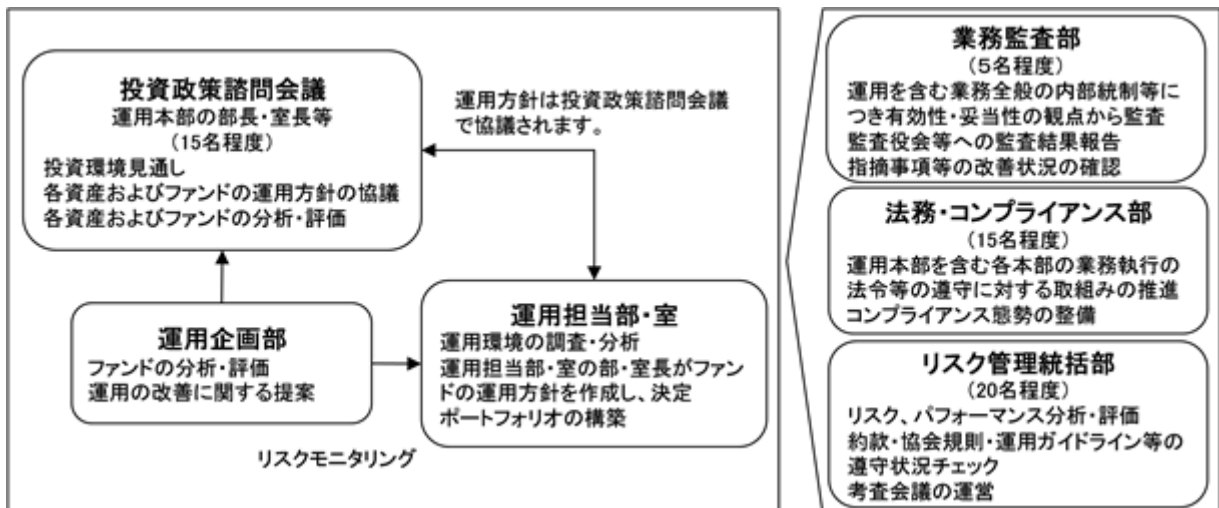 投資政策諮問会議
運用本部の部長・室長等
（15名程度）
投資環境見通し
各資産およびファンドの運用方針の協議
各資産およびファンドの分析・評価
運用方針は投資政策諮問会議
で協議されます。
運用企画部
ファンドの分析・評価
運用の改善に関する提案
運用担当部・室
運用環境の調査・分析
運用担当部・室の部・室長がファン
ドの運用方針を作成し、決定
ポートフォリオの構築
リスクモニタリング
業務監査部
（5名程度）
運用を含む業務全般の内部統制等に
つき有効性・妥当性の観点から監査
監査役会等への監査結果報告
指摘事項等の改善状況の確認
法務・コンプライアンス部
（15名程度）
運用本部を含む各本部の業務執行の
法令等の遵守に対する取組みの推進
コンプライアンス態勢の整備
リスク管理統括部
（20名程度）
リスク、パフォーマンス分析・評価
約款・協会規則・運用ガイドライン等の
遵守状況チェック
考査会議の運営